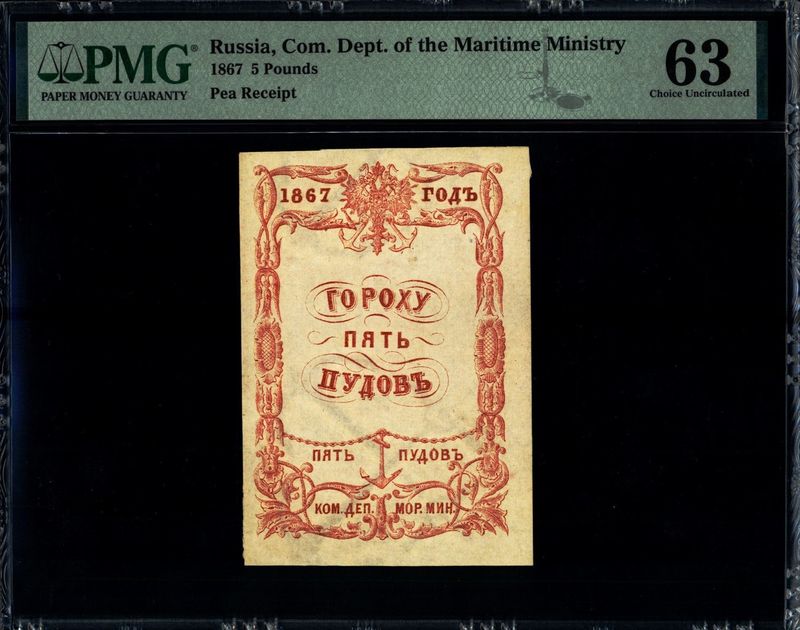 PMG®
PAPER MONEY GUARANTY
Russia, Com. Dept. of the Maritime Ministry
1867 5 Pounds
Pea Receipt
63
Choice Uncirculated
1867 ГОДЪ
ГОРОХУ
ПЯТЬ
ПУДОВЪ
ПЯТЬ ПУДОВЪ
КОМ. ДЕП. МОР. МИН.